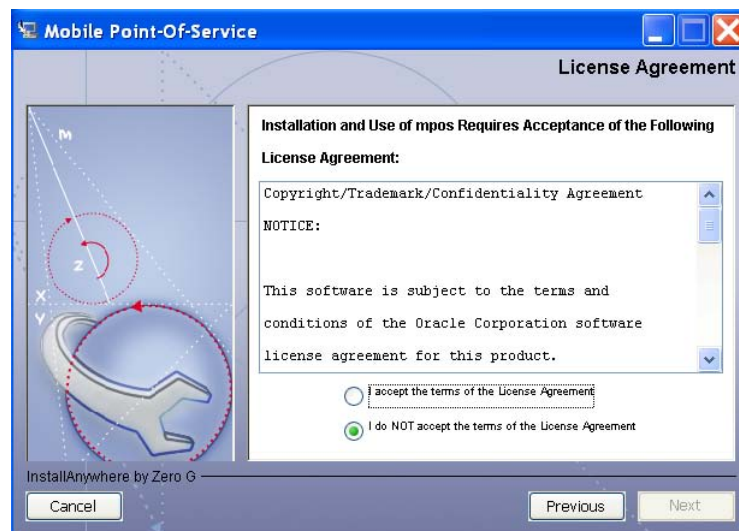 Mobile Point-Of-Service
License Agreement
M
Z
X
Y
Installation and Use of mpos Requires Acceptance of the Following
License Agreement:
Copyright/Trademark/Confidentiality Agreement
NOTICE:
This software is subject to the terms and
conditions of the Oracle Corporation software
license agreement for this product.
I accept the terms of the License Agreement
I do NOT accept the terms of the License Agreement
InstallAnywhere by Zero G
Cancel
Previous
Next